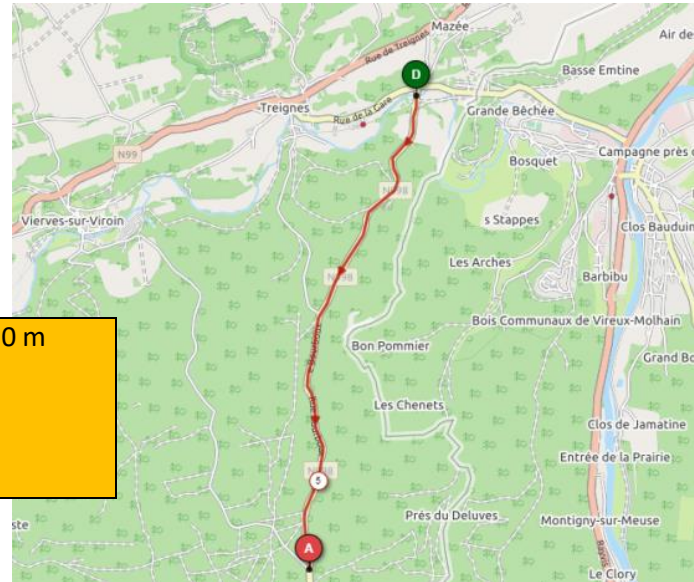 Mazée
Air de
Rue de Treignes
D
Basse Emtine
Treignes
Rue de la Gare
Grande Bêchée
N99
Bosquet
Campagne près
N998
Vierves-sur-Viroin
s Stappes
Clos Bauduin
Les Arches
Barbibu
N998
0 m
Bois Communaux de Vireux-Molhain
Bon Pommier
Grand Bo
Les Chenets
Clos de Jamatine
Entrée de la Prairie
5
ste
Prés du Deluves
Montigny-sur-Meuse
A
Le Clory